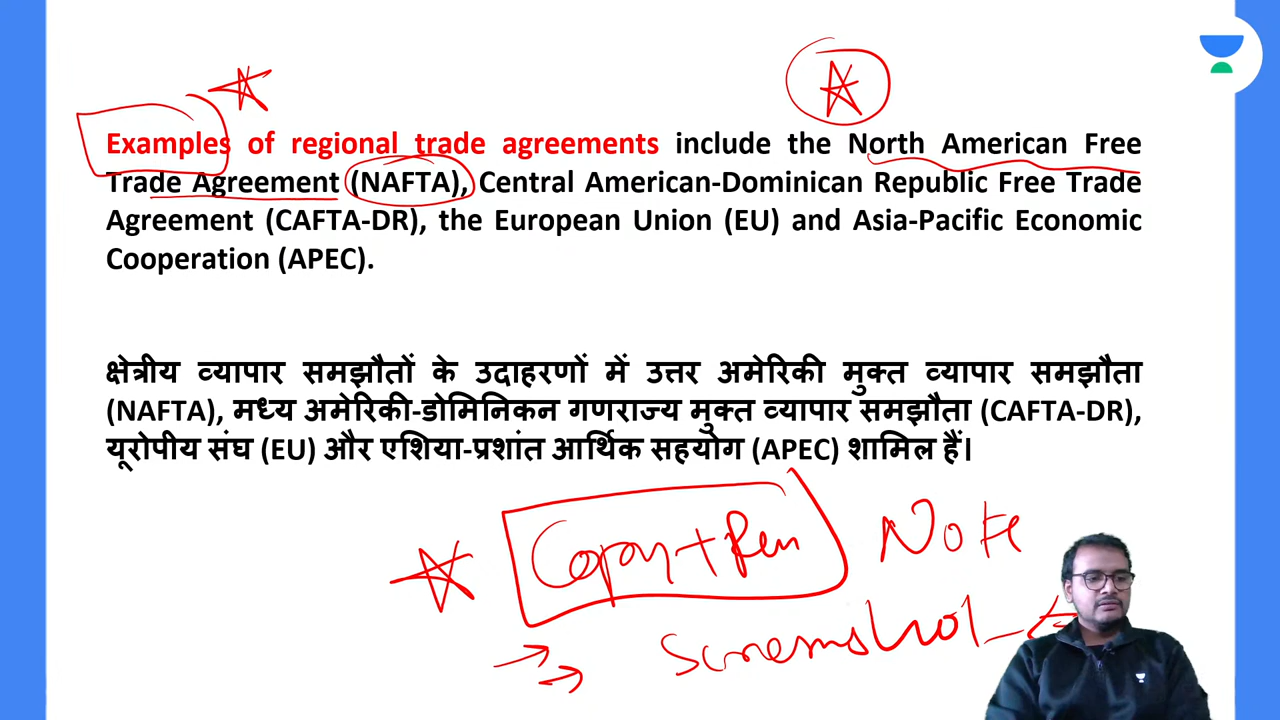 Examples of regional trade agreements include the North American Free
Trade Agreement (NAFTA), Central American-Dominican Republic Free Trade
Agreement (CAFTA-DR), the European Union (EU) and Asia-Pacific Economic
Cooperation (APEC).
क्षेत्रीय व्यापार समझौतों के उदाहरणों में उत्तर अमेरिकी मुक्त व्यापार समझौता
(NAFTA), मध्य अमेरिकी-डोमिनिकन गणराज्य मुक्त व्यापार समझौता (CAFTA-DR),
यूरोपीय संघ (EU) और एशिया-प्रशांत आर्थिक सहयोग (APEC) शामिल हैं।
Copy + Pen Note
Screenshot